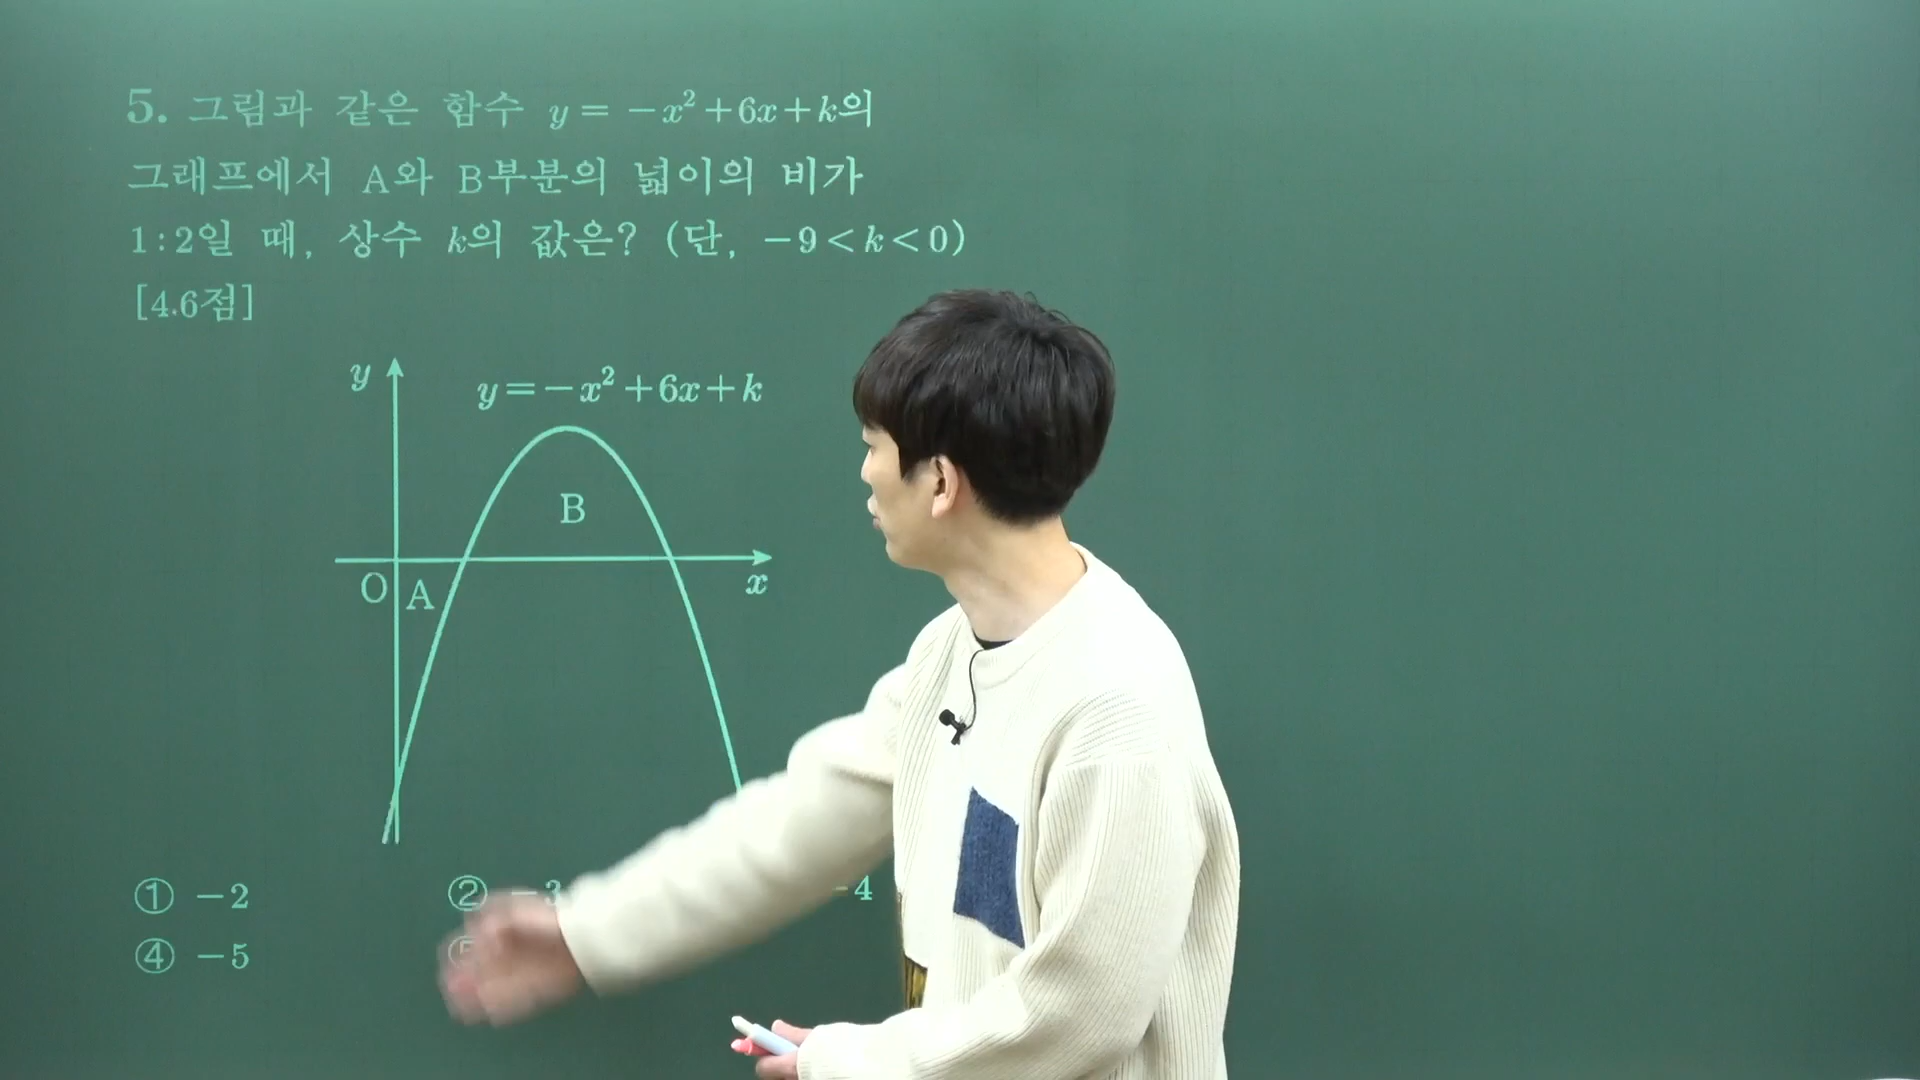 5. 그림과 같은 함수 y = −x² + 6x + k의
그래프에서 A와 B부분의 넓이의 비가
1 : 2일 때, 상수 k의 값은? (단, −9 < k < 0)
[4.6점]
y
y = −x² + 6x + k
B
O
A
x
① −2
② −3
−4
④ −5